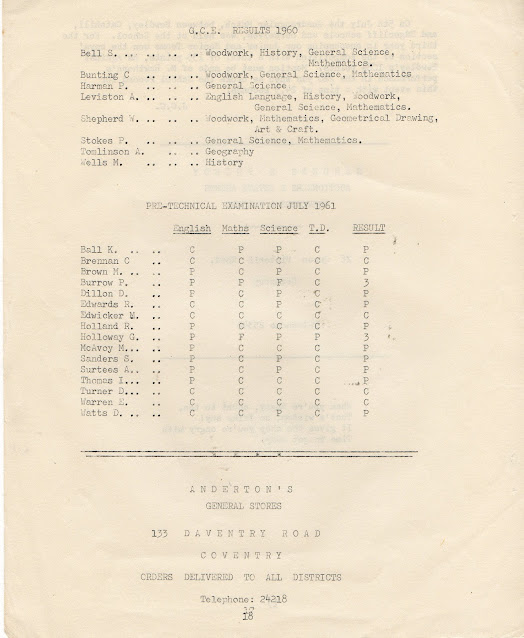 G.C.E. RESULTS 1960
Bell S. .. .. .. Woodwork, History, General Science,
Mathematics.
Bunting C .. .. .. Woodwork, General Science, Mathematics
Harman P. .. .. .. General Science
Leviston A. .. .. .. English Language, History, Woodwork,
General Science, Mathematics.
Shepherd W. .. .. .. Woodwork, Mathematics, Geometrical Drawing,
Art & Craft.
Stokes P. .. .. .. General Science, Mathematics.
Tomlinson A. .. .. Geography
Wells M. .. .. .. History
PRE-TECHNICAL EXAMINATION JULY 1961
English Maths Science T.D. RESULT
Ball K. .. .. C P P C P
Brennan C .. C C C C C
Brown M. .. .. P C P C P
Burrow P. .. P P F C 3
Dillon D. .. P C P C P
Edwards R. .. C C P C P
Edwicker M. .. C C C C C
Holland R. .. P C C C P
Holloway G. .. P F P P 3
McAvoy M... .. P C C C P
Sanders S. .. P C P C P
Surtees A.. .. P C C C P
Thomas I... .. P C C C P
Turner D... .. C C C C C
Warren E. .. C C C C C
Watts D. .. .. P C C P P
ANDERTON'S
GENERAL STORES
133 DAVENTRY ROAD
COVENTRY
ORDERS DELIVERED TO ALL DISTRICTS
Telephone: 24218
18